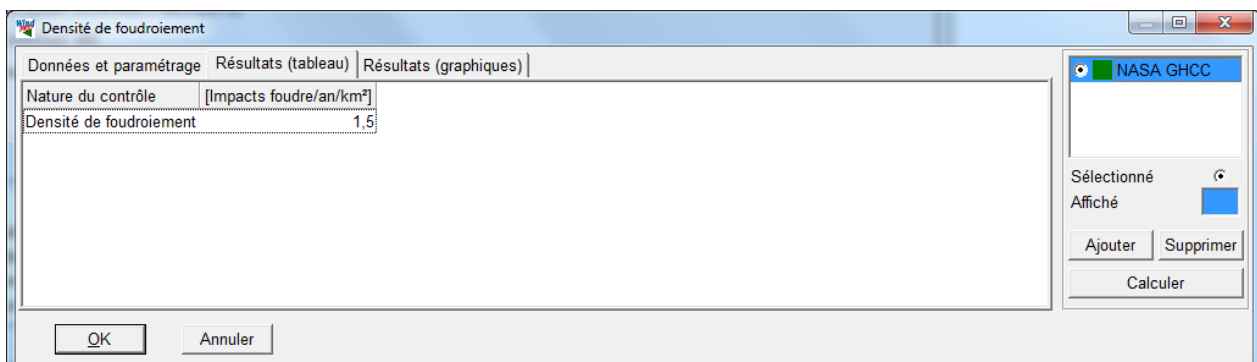 Densité de foudroiement
Données et paramétrage Résultats (tableau) Résultats (graphiques)
Nature du contrôle [Impacts foudre/an/km²]
Densité de foudroiement 1,5
NASA GHCC
Sélectionné
Affiché
Ajouter Supprimer
Calculer
OK Annuler